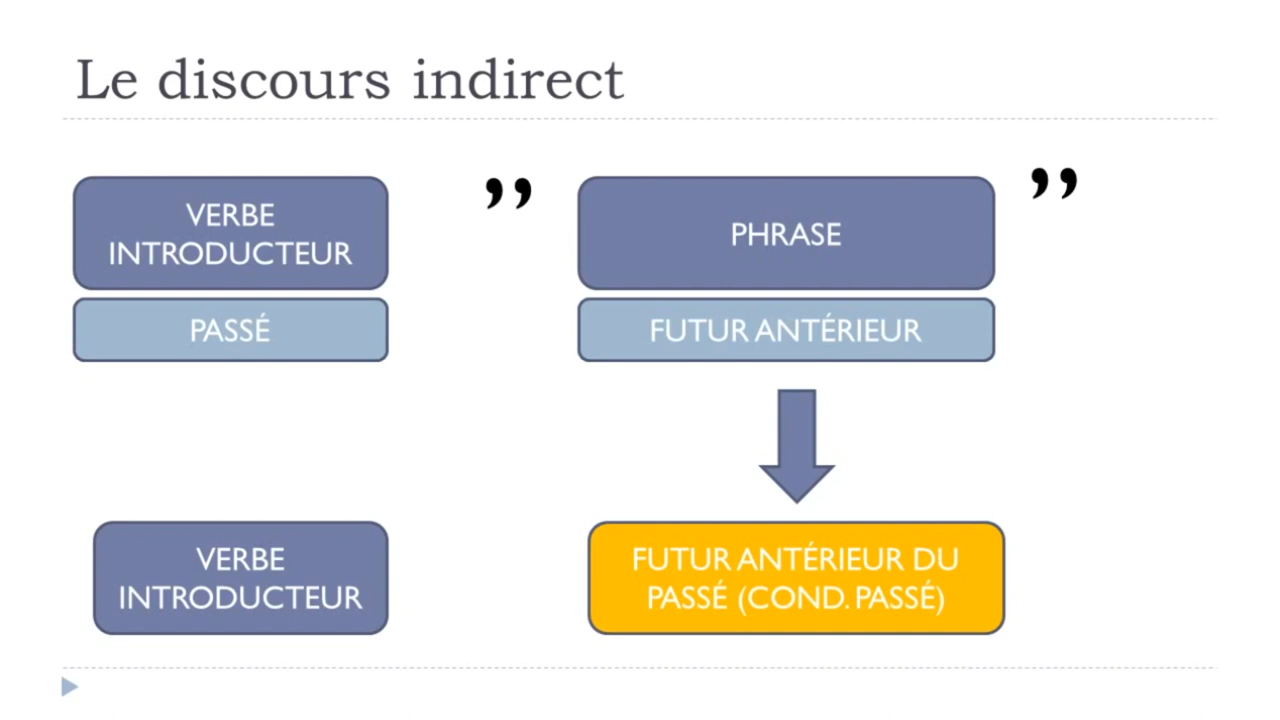 Le discours indirect
VERBE
INTRODUCTEUR
”
PHRASE
”
PASSÉ
FUTUR ANTÉRIEUR
VERBE
INTRODUCTEUR
FUTUR ANTÉRIEUR DU
PASSÉ (COND. PASSÉ)